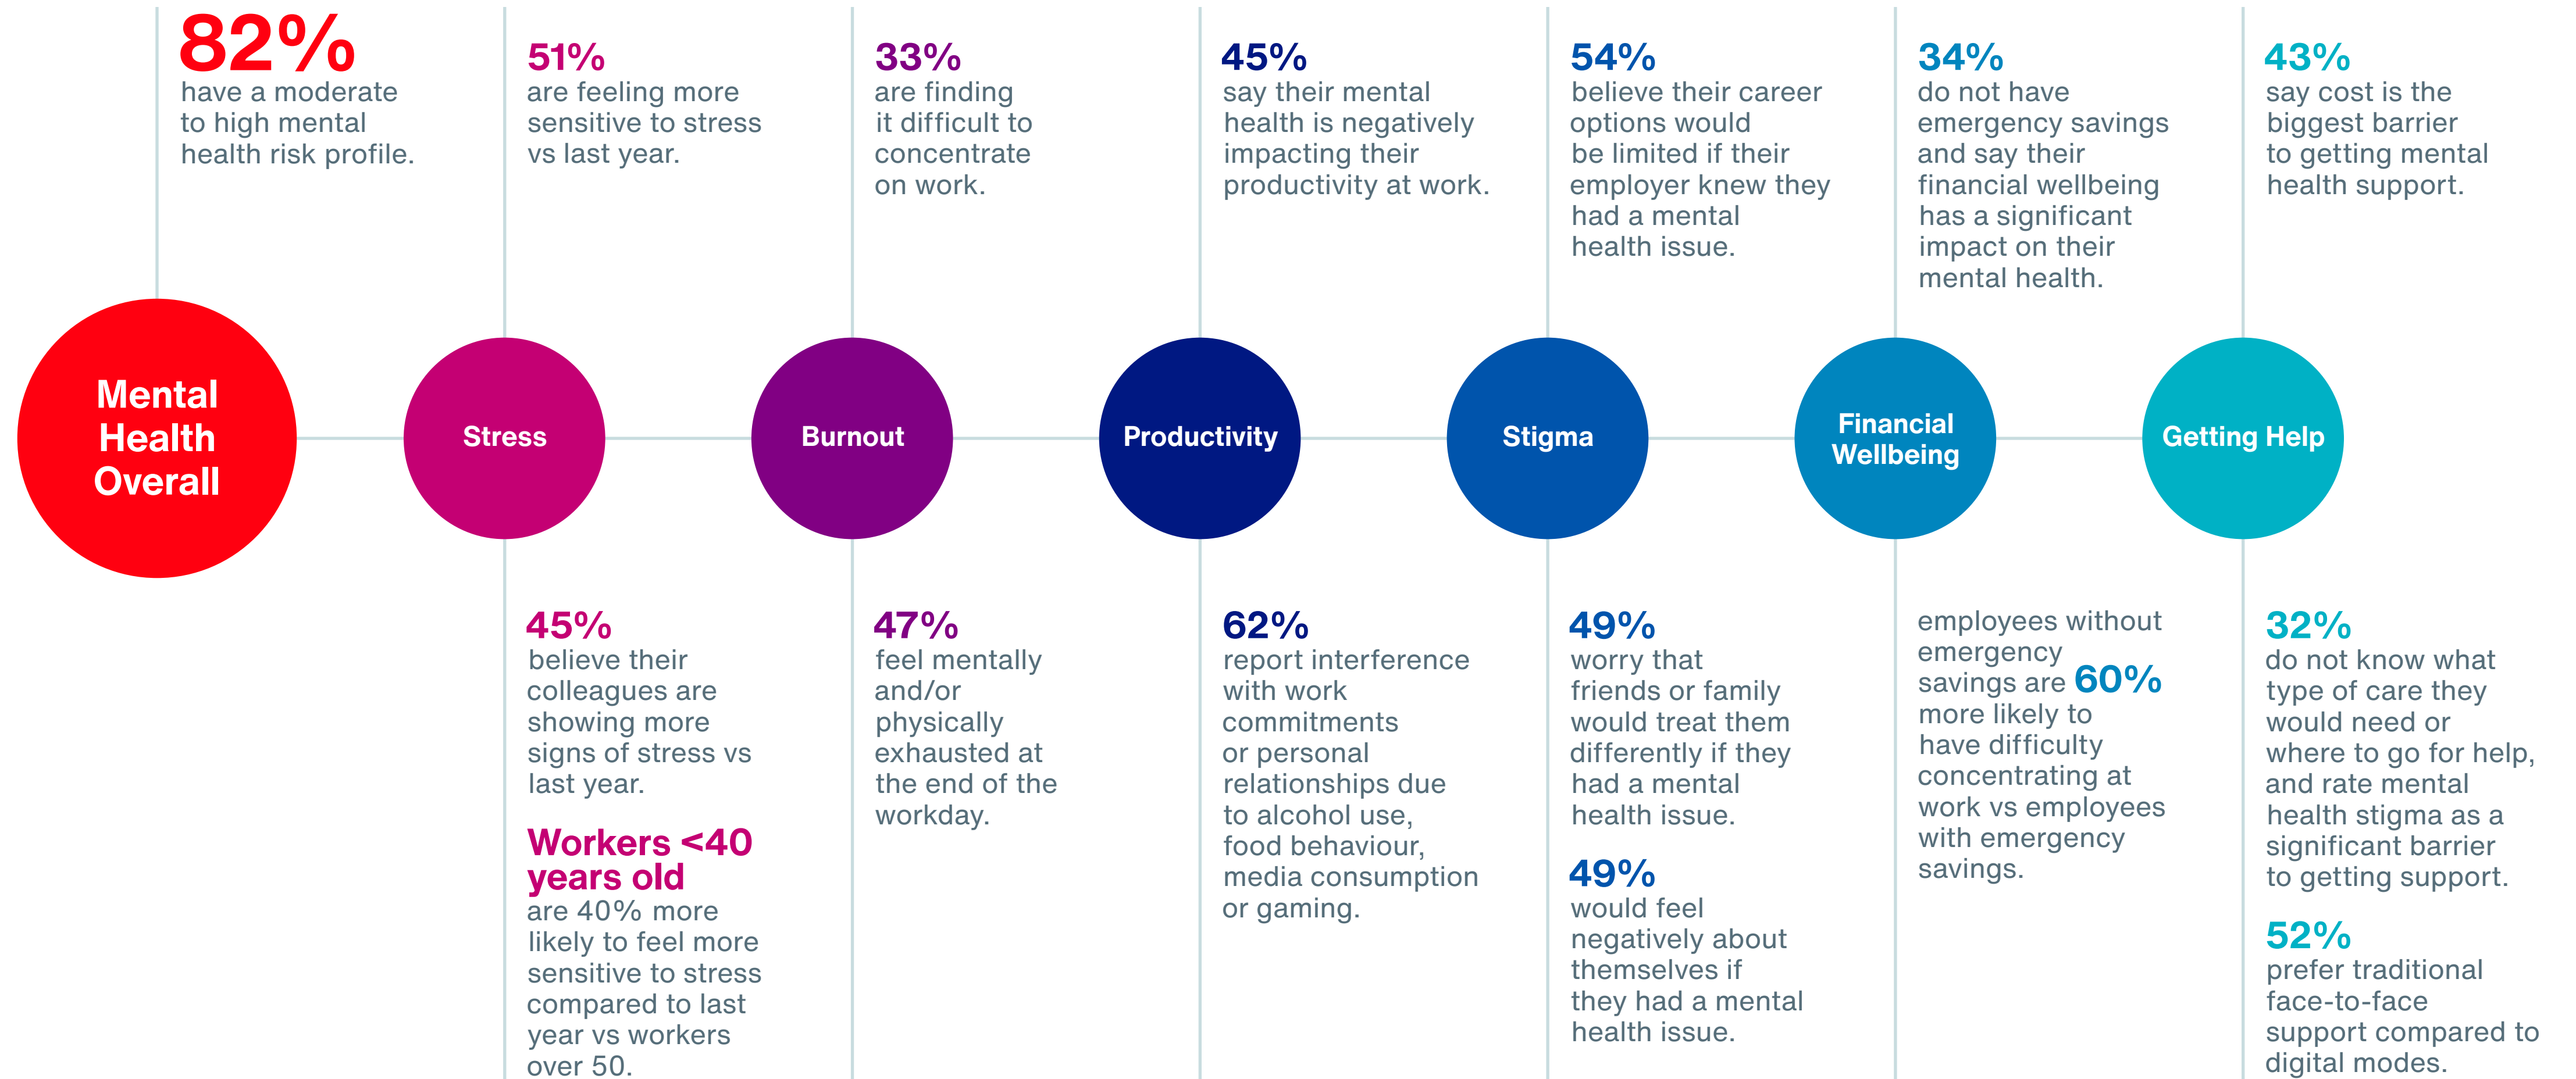 82%
have a moderate
to high mental
health risk profile.
51%
are feeling more
sensitive to stress
vs last year.
33%
are finding
it difficult to
concentrate
on work.
45%
say their mental
health is negatively
impacting their
productivity at work.
54%
believe their career
options would
be limited if their
employer knew they
had a mental
health issue.
34%
do not have
emergency savings
and say their
financial wellbeing
has a significant
impact on their
mental health.
43%
say cost is the
biggest barrier
to getting mental
health support.
Mental
Health
Overall
Stress
Burnout
Productivity
Stigma
Financial
Wellbeing
Getting Help
45%
believe their
colleagues are
showing more
signs of stress vs
last year.
Workers <40
years old
are 40% more
likely to feel more
sensitive to stress
compared to last
year vs workers
over 50.
47%
feel mentally
and/or
physically
exhausted at
the end of the
workday.
62%
report interference
with work
commitments
or personal
relationships due
to alcohol use,
food behaviour,
media consumption
or gaming.
49%
worry that
friends or family
would treat them
differently if they
had a mental
health issue.
49%
would feel
negatively about
themselves if
they had a mental
health issue.
employees without
emergency
savings are 60%
more likely to
have difficulty
concentrating at
work vs employees
with emergency
savings.
32%
do not know what
type of care they
would need or
where to go for help,
and rate mental
health stigma as a
significant barrier
to getting support.
52%
prefer traditional
face-to-face
support compared to
digital modes.